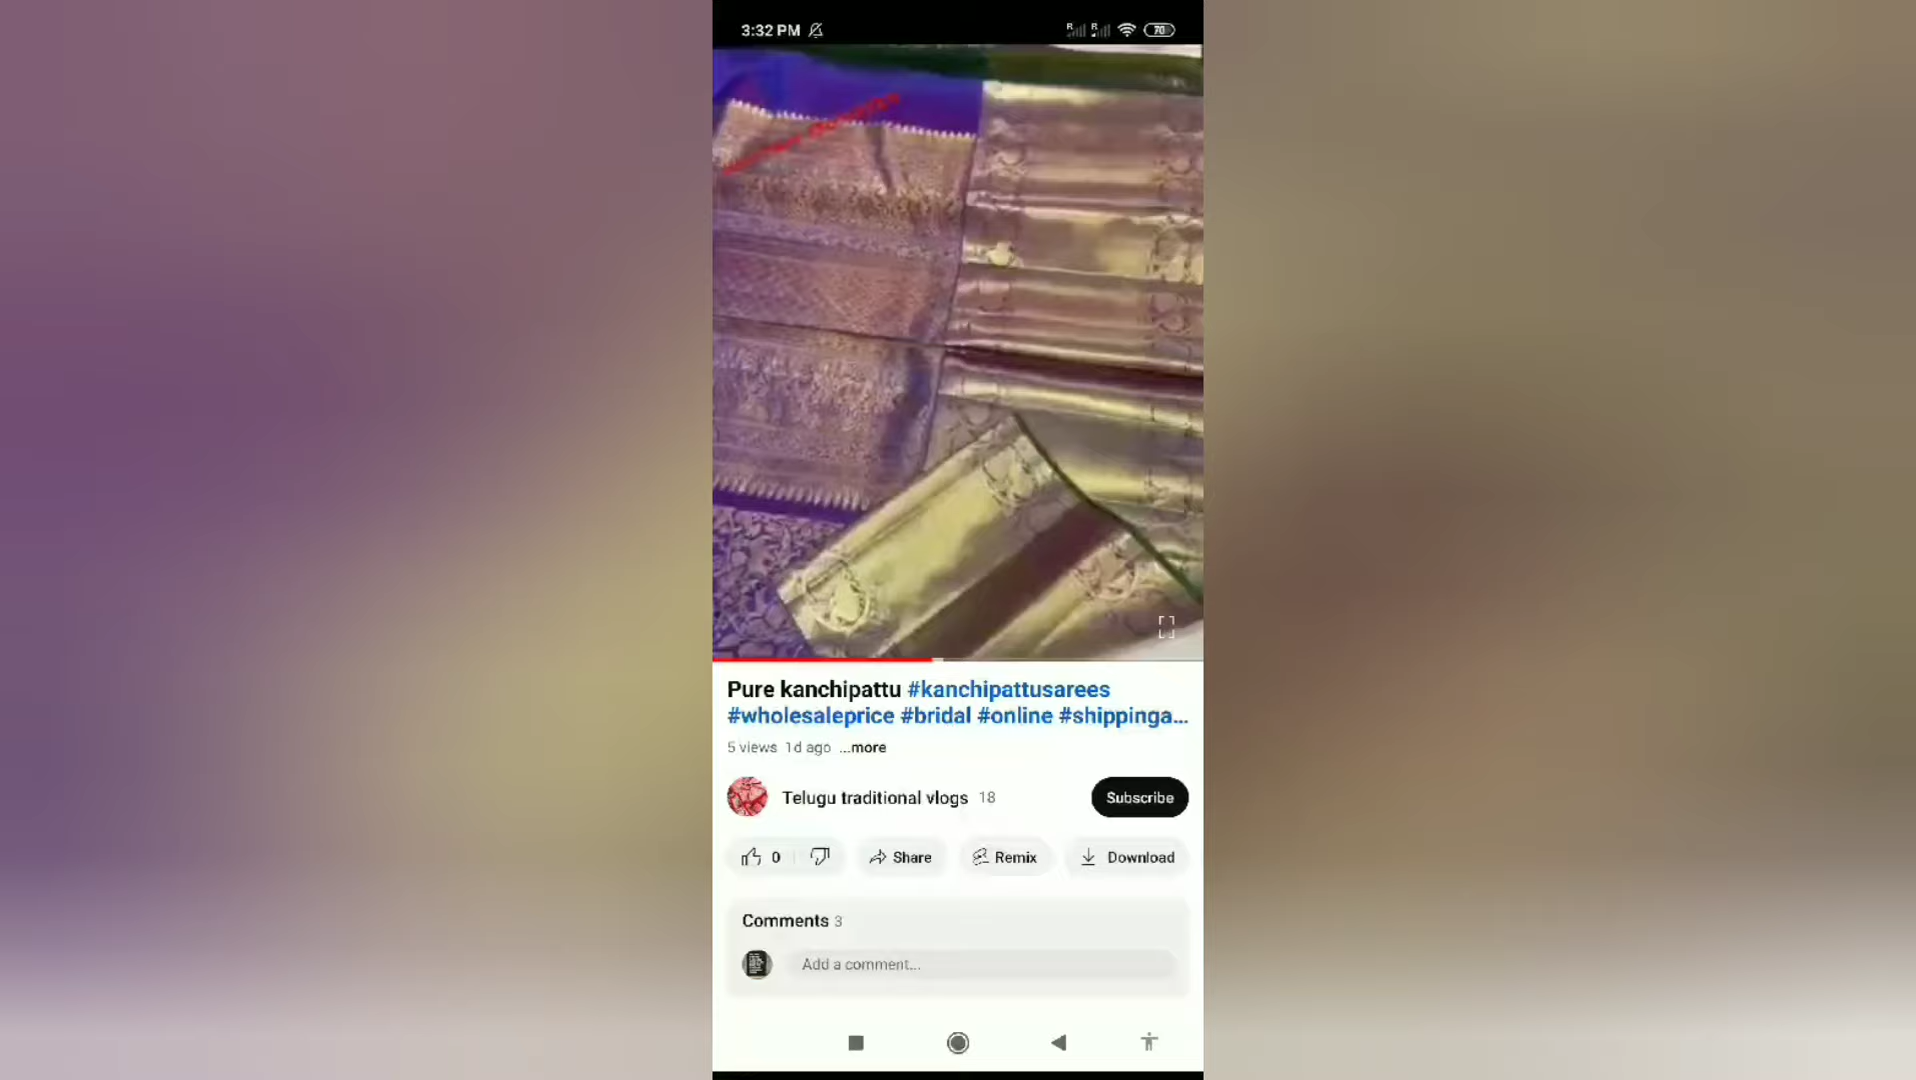 3:32 PM
70
Pure kanchipattu #kanchipattusarees
#wholesaleprice #bridal #online #shippinga...
5 views 1d ago ...more
Telugu traditional vlogs 18
Subscribe
0
Share
Remix
Download
Comments 3
Add a comment...